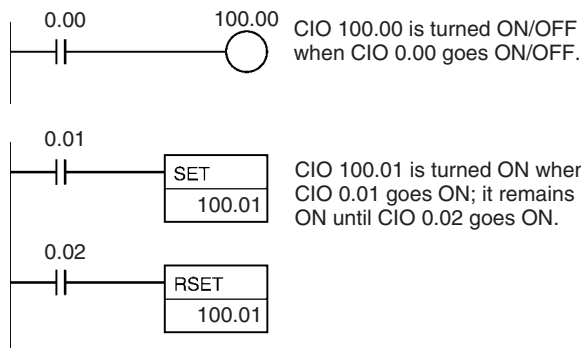 0.00
100.00
CIO 100.00 is turned ON/OFF
when CIO 0.00 goes ON/OFF.
0.01
SET
100.01
CIO 100.01 is turned ON when
CIO 0.01 goes ON; it remains
ON until CIO 0.02 goes ON.
0.02
RSET
100.01